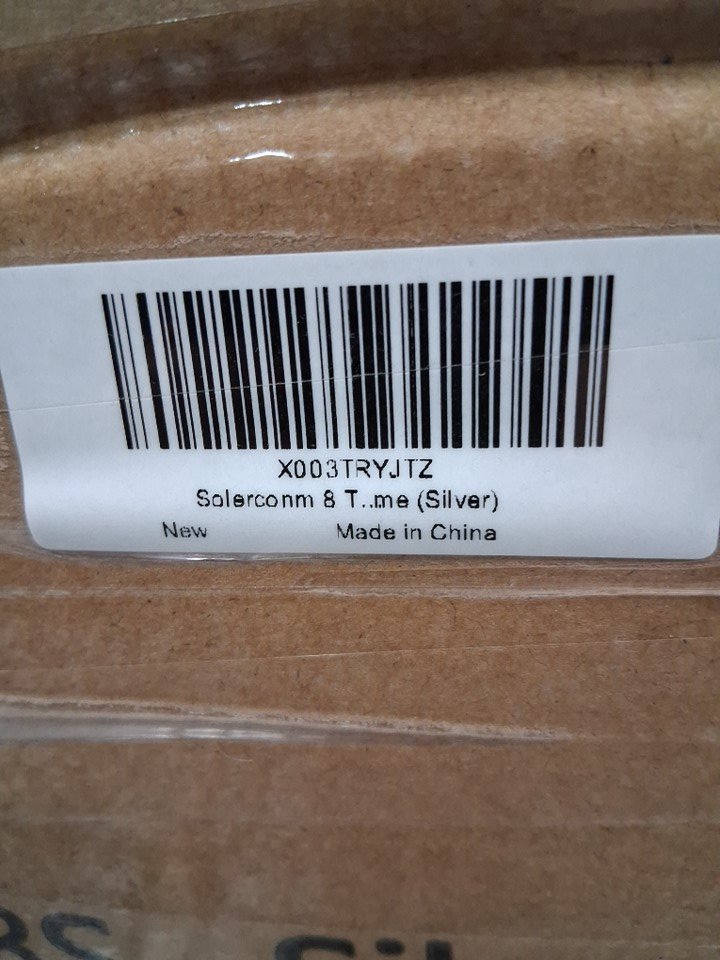 X003TRYJTZ
Solerconm 8 T...me (Silver)
New Made in China